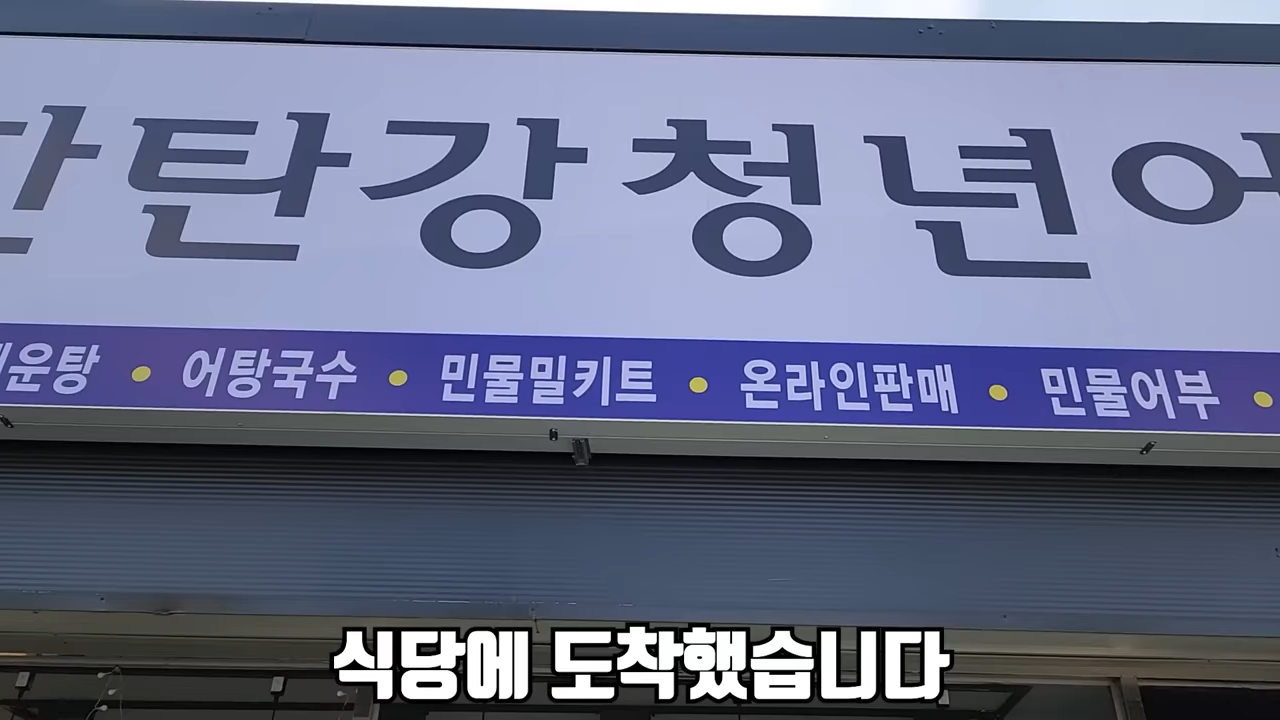 탄강청년
어탕국수 • 민물밀키트 • 온라인판매 • 민물어부 •
식당에 도착했습니다